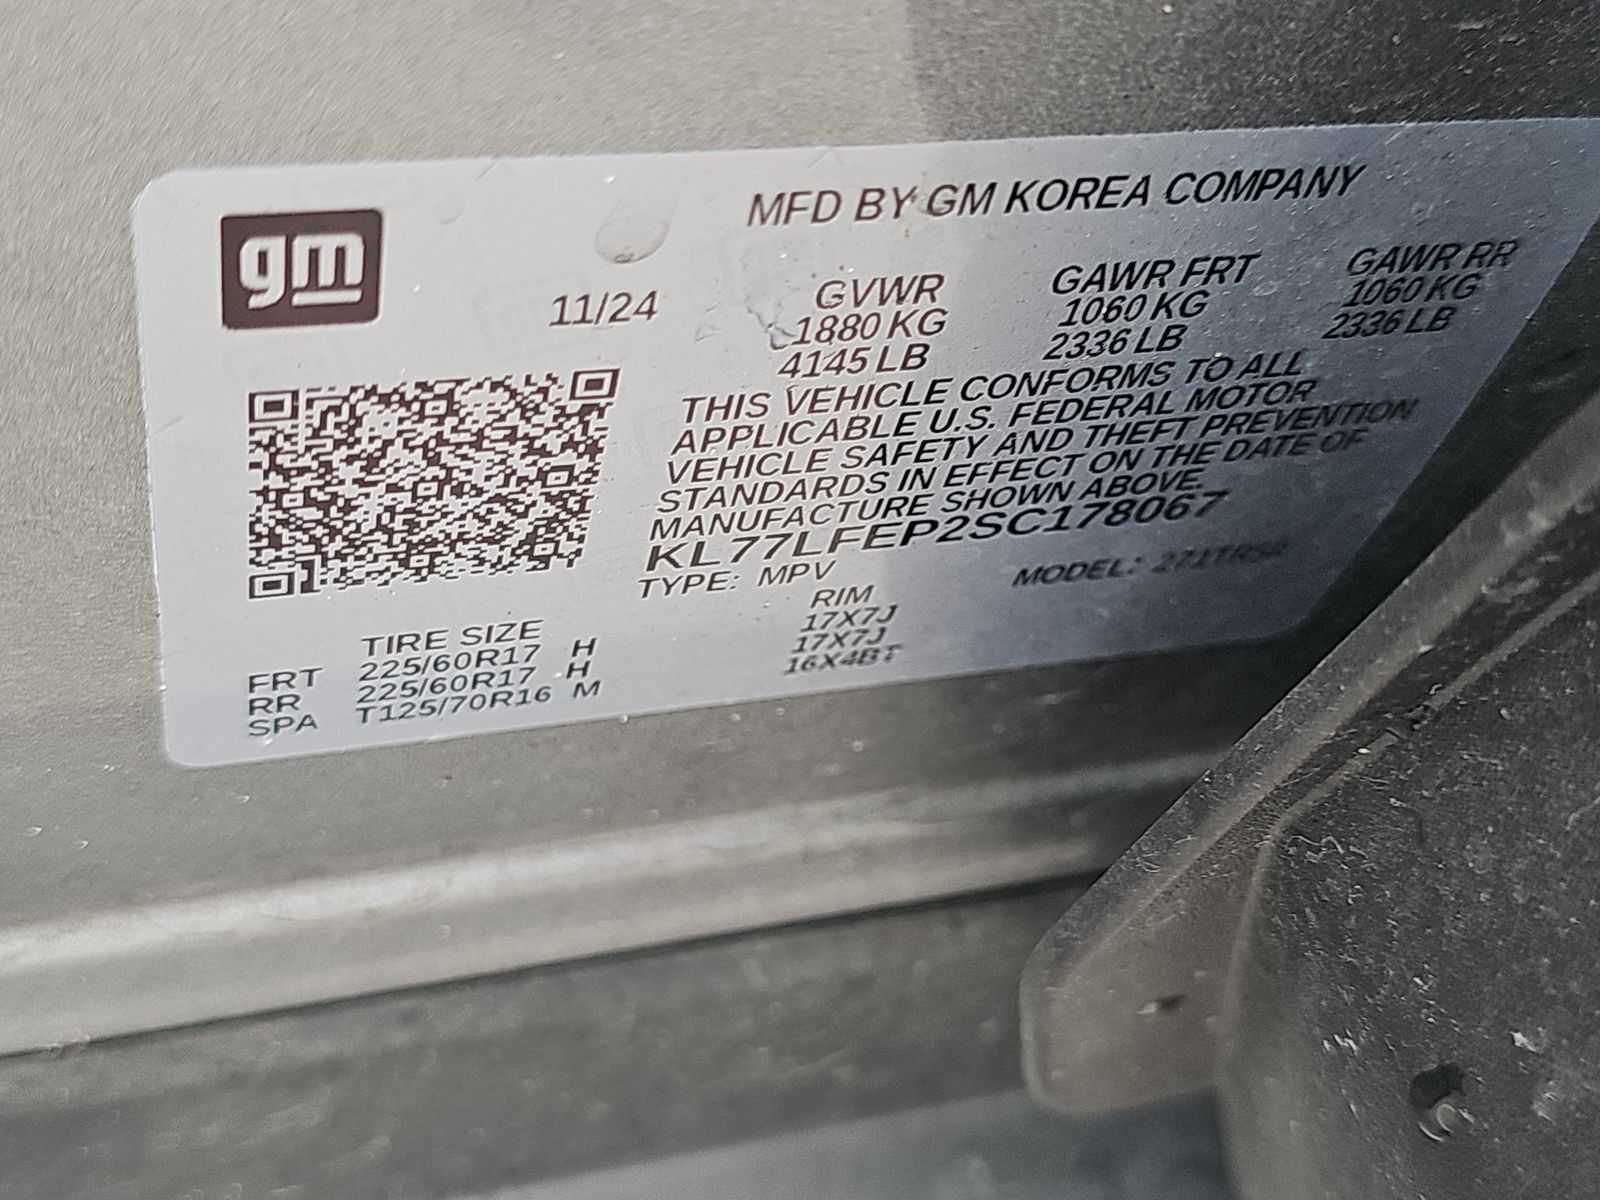 gm
MFD BY GM KOREA COMPANY
11/24
GVWR GAWR FRT GAWR RR
1880 KG 1060 KG 1060 KG
4145 LB 2336 LB 2336 LB
THIS VEHICLE CONFORMS TO ALL
APPLICABLE U.S. FEDERAL MOTOR
VEHICLE SAFETY AND THEFT PREVENTION
STANDARDS IN EFFECT ON THE DATE OF
MANUFACTURE SHOWN ABOVE.
KL77LFEP2SC178067
TYPE: MPV MODEL:
TIRE SIZE RIM
FRT 225/60R17 H 17X7J
RR 225/60R17 H 17X7J
SPA T125/70R16 M 16X4BT